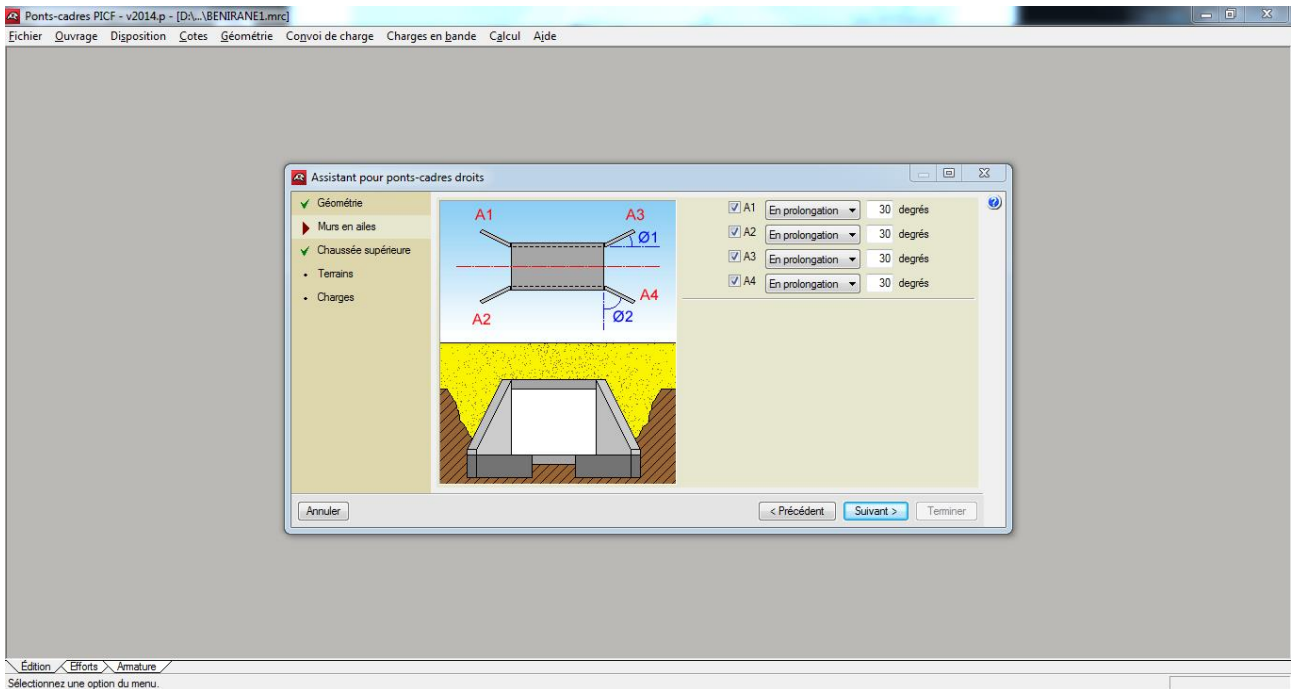 Ponts-cadres PICF - v2014.p - [D:\...\BENIRANE1.mrc]
Fichier Ouvrage Disposition Cotes Géométrie Convoi de charge Charges en bande Calcul Ajde
Assistant pour ponts-cadres droits
Géométrie
Murs en ailes
Chaussée supérieure
Terrains
Charges
A1 A3
Ø1
A4
A2 Ø2
A1 En prolongation 30 degrés
A2 En prolongation 30 degrés
A3 En prolongation 30 degrés
A4 En prolongation 30 degrés
Annuler < Précédent Suivant > Terminer
Édition Efforts Armature
Sélectionnez une option du menu.